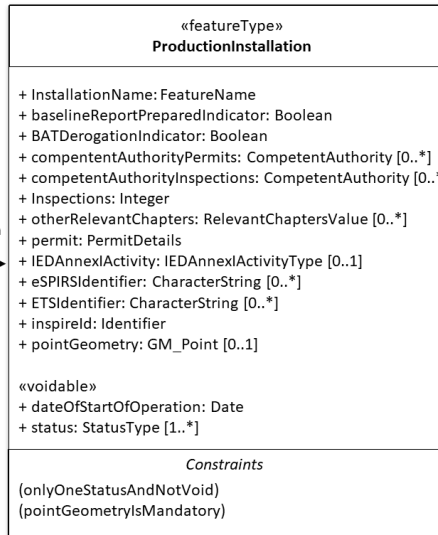 «featureType»
ProductionInstallation
+ InstallationName: FeatureName
+ baselineReportPreparedIndicator: Boolean
+ BATDerogationIndicator: Boolean
+ compententAuthorityPermits: CompetentAuthority [0..*]
+ competentAuthorityInspections: CompetentAuthority [0..*
+ Inspections: Integer
+ otherRelevantChapters: RelevantChaptersValue [0..*]
+ permit: PermitDetails
+ IEDAnnexIActivity: IEDAnnexIActivityType [0..1]
+ eSPIRSIdentifier: CharacterString [0..*]
+ ETSIdentifier: CharacterString [0..*]
+ inspireId: Identifier
+ pointGeometry: GM_Point [0..1]
«voidable»
+ dateOfStartOfOperation: Date
+ status: StatusType [1..*]
Constraints
(onlyOneStatusAndNotVoid)
(pointGeometryIsMandatory)